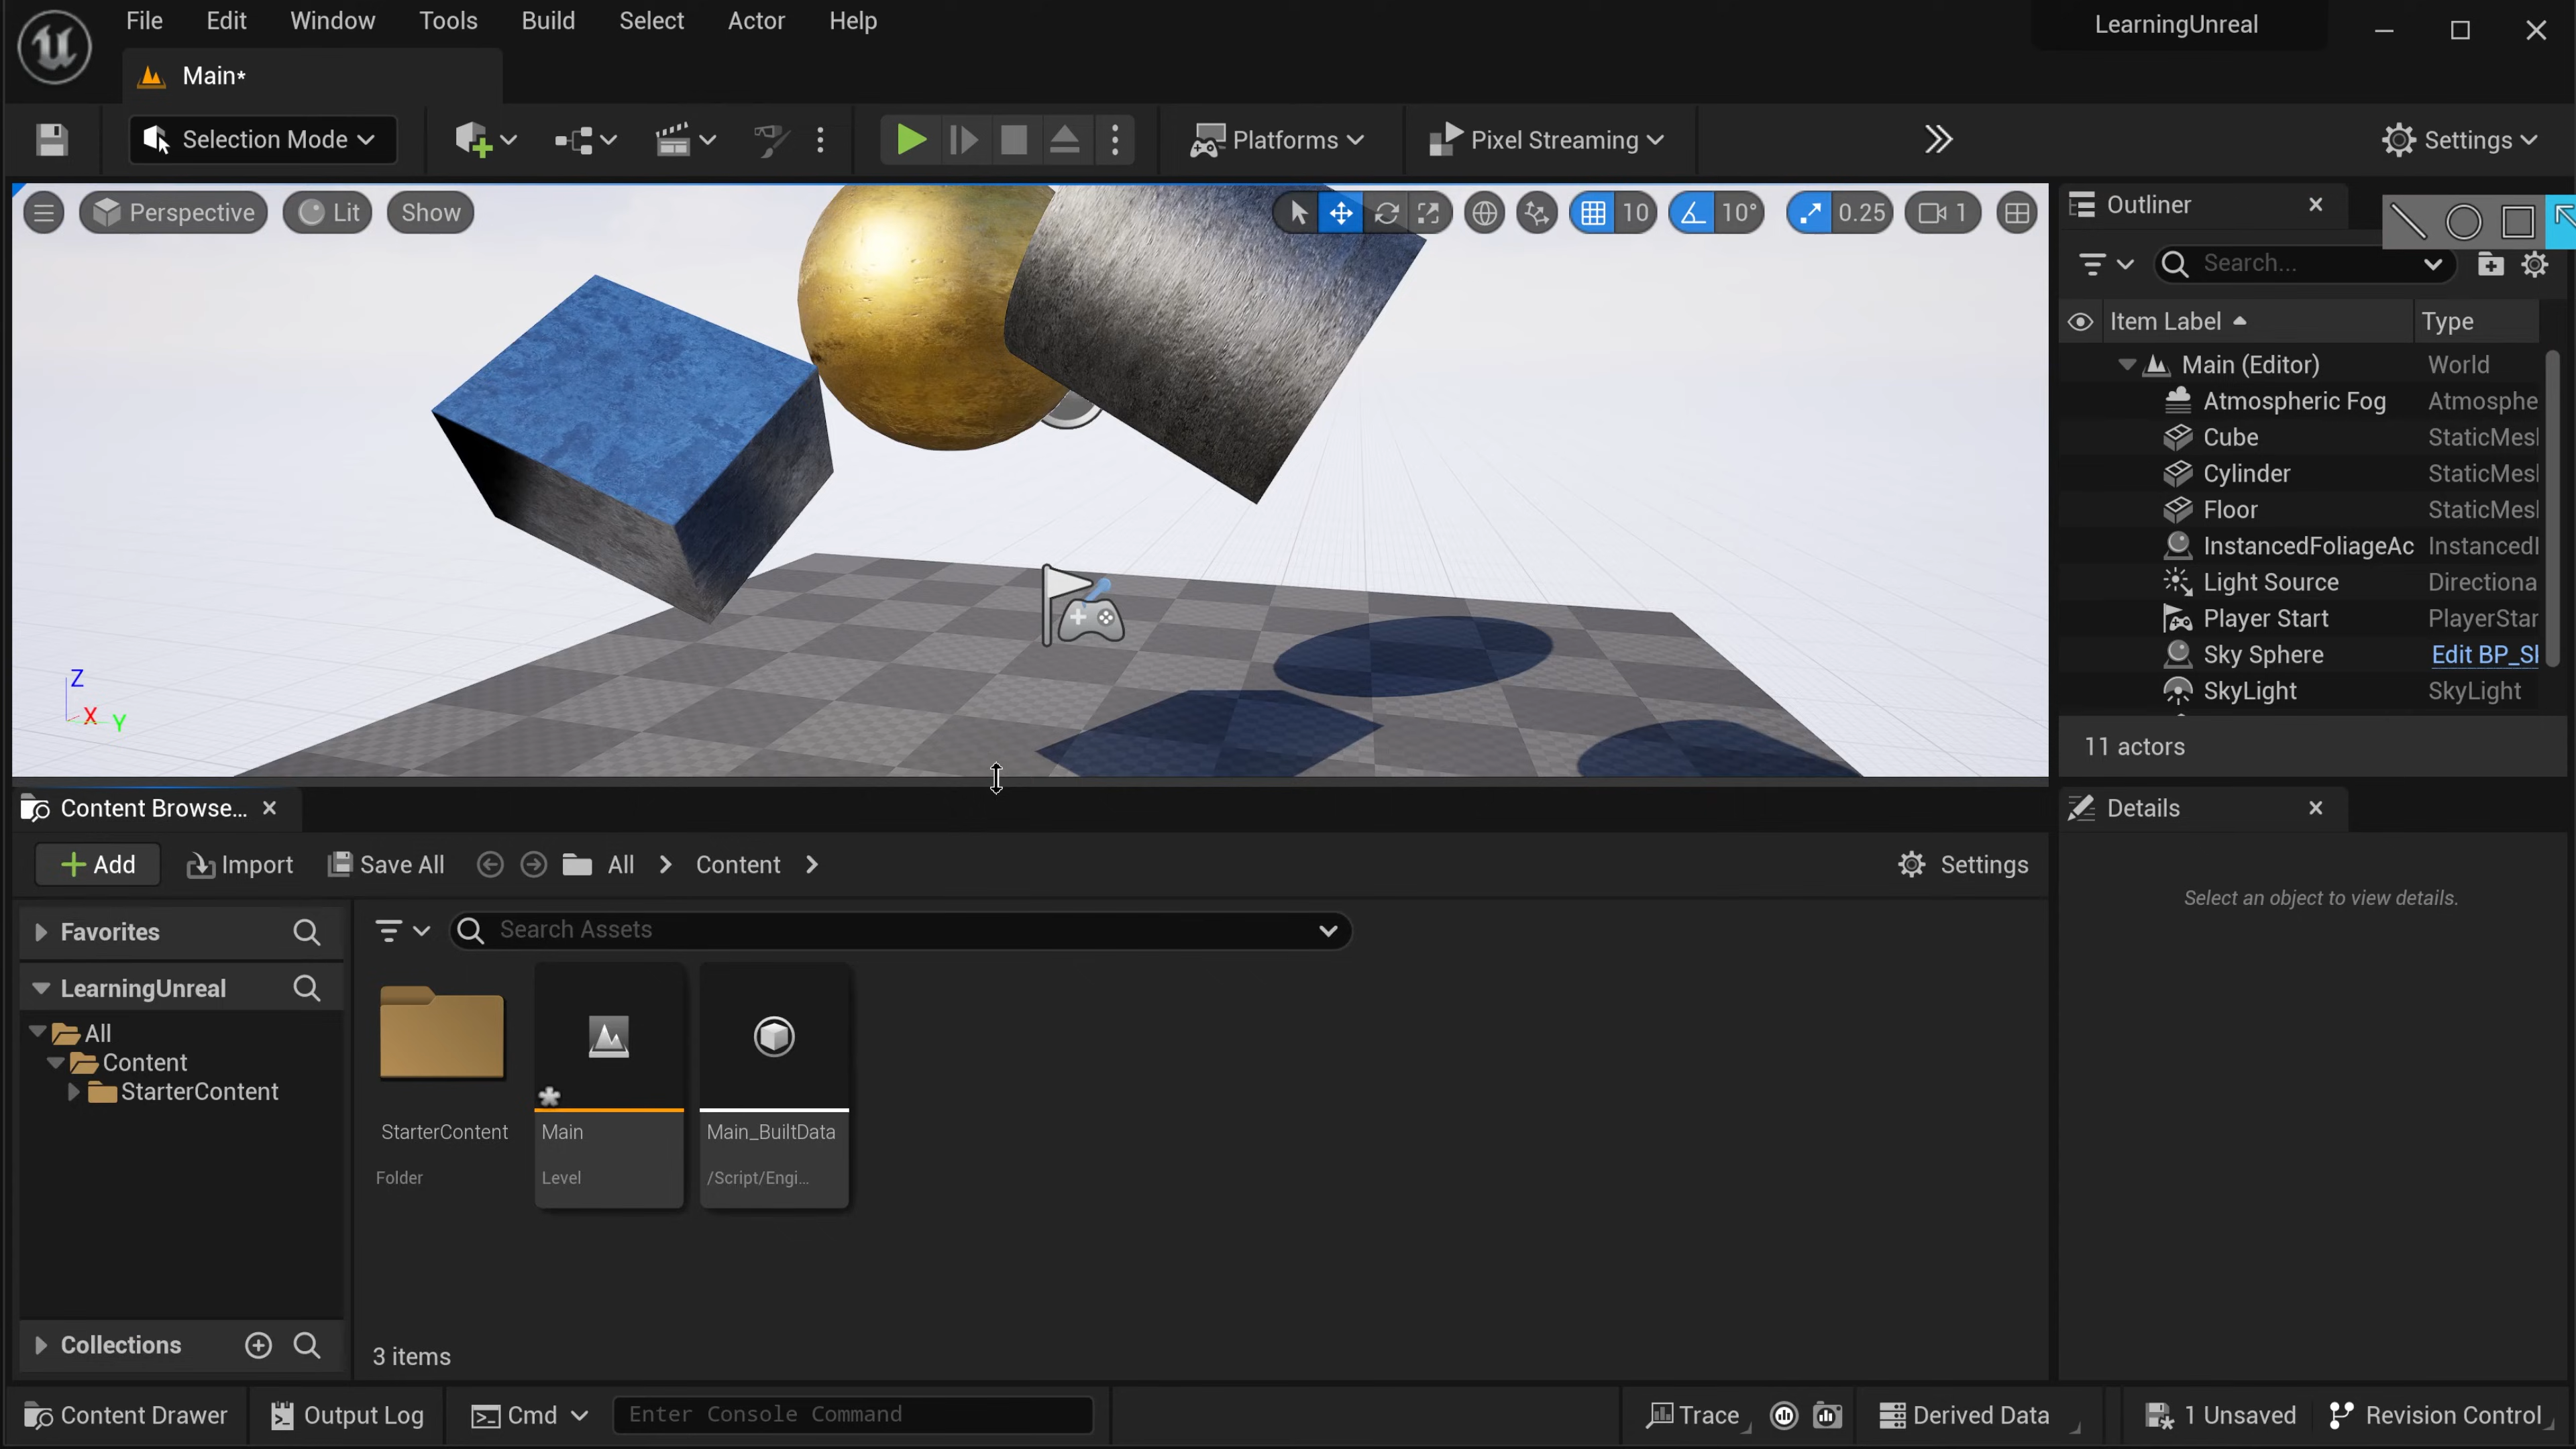 File Edit Window Tools Build Select Actor Help
LearningUnreal
Main*
Selection Mode
Platforms
Pixel Streaming
Settings
Perspective Lit Show
10 10° 0.25 1
Z
X Y
Outliner
Search...
Item Label Type
Main (Editor) World
Atmospheric Fog Atmosphe
Cube StaticMesl
Cylinder StaticMesl
Floor StaticMesl
InstancedFoliageAc InstancedI
Light Source Directiona
Player Start PlayerStar
Sky Sphere Edit BP_Sl
SkyLight SkyLight
11 actors
Content Browse...
Add Import Save All All Content Settings
Favorites
Search Assets
LearningUnreal
All
Content
StarterContent
StarterContent
Folder
Main
Level
Main_BuiltData
/Script/Engi...
Collections
3 items
Details
Select an object to view details.
Content Drawer Output Log Cmd Enter Console Command Trace Derived Data 1 Unsaved Revision Control